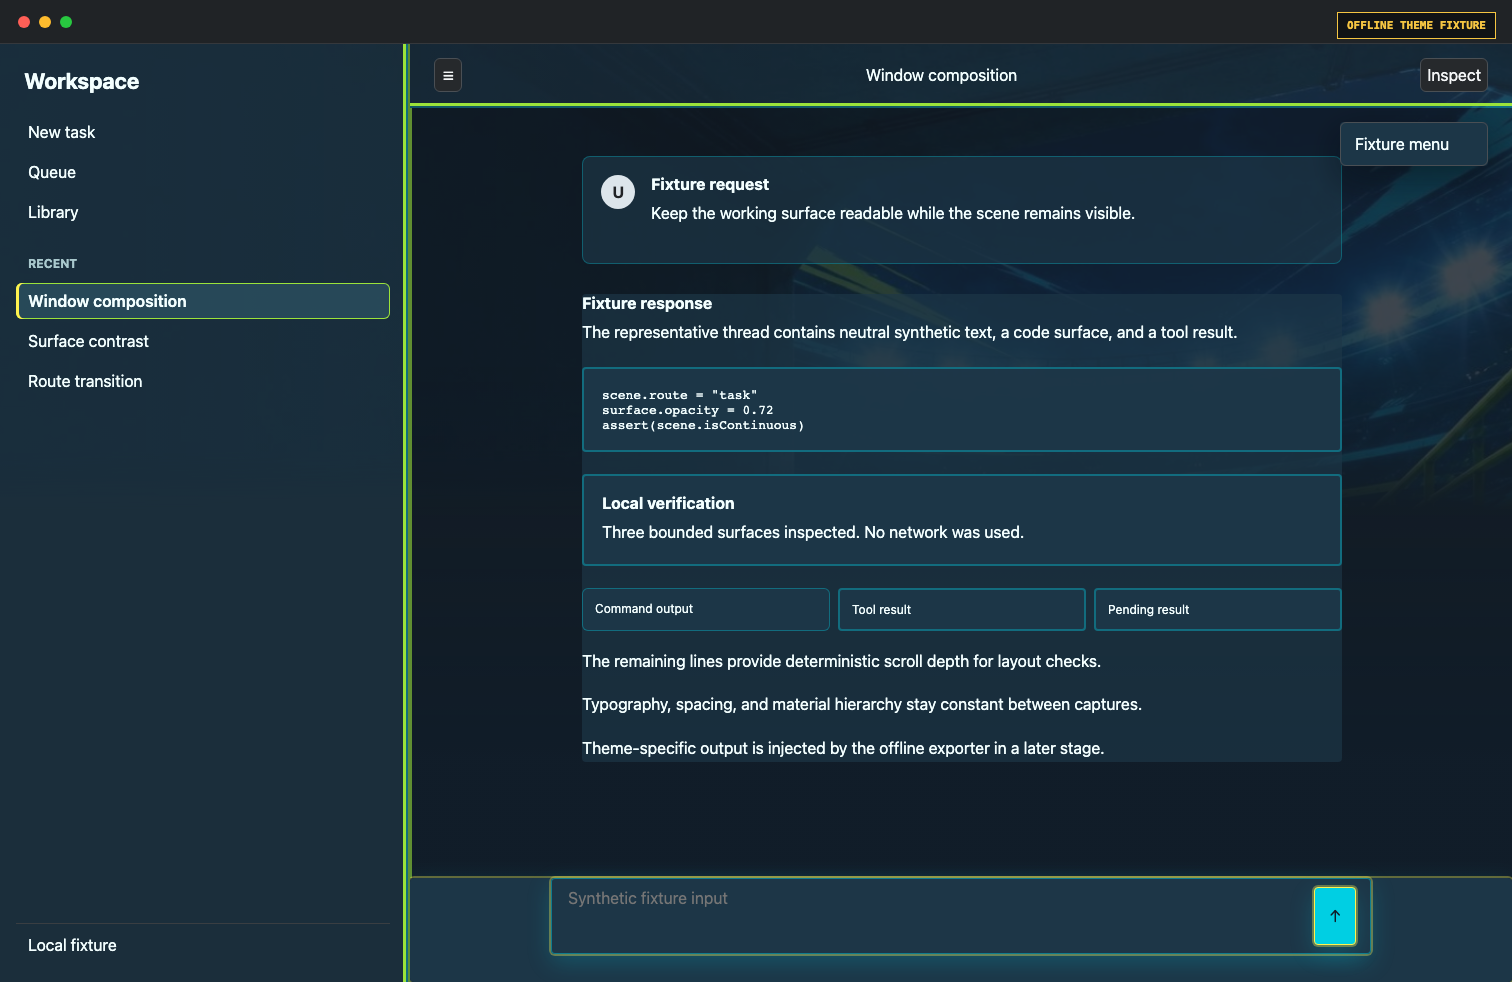 OFFLINE THEME FIXTURE
Workspace
New task
Queue
Library
RECENT
Window composition
Surface contrast
Route transition
Local fixture
Window composition
Inspect
Fixture menu
U
Fixture request
Keep the working surface readable while the scene remains visible.
Fixture response
The representative thread contains neutral synthetic text, a code surface, and a tool result.
scene.route = "task"
surface.opacity = 0.72
assert(scene.isContinuous)
Local verification
Three bounded surfaces inspected. No network was used.
Command output
Tool result
Pending result
The remaining lines provide deterministic scroll depth for layout checks.
Typography, spacing, and material hierarchy stay constant between captures.
Theme-specific output is injected by the offline exporter in a later stage.
Synthetic fixture input